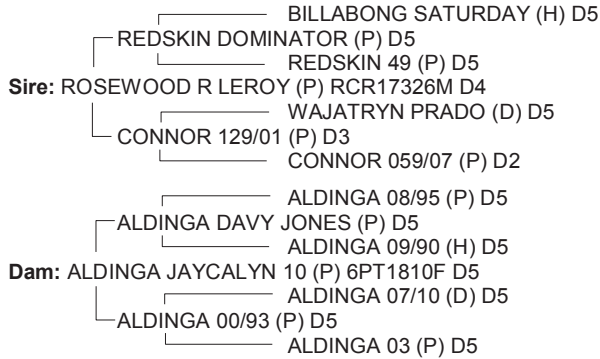 BILLABONG SATURDAY (H) D5
REDSKIN DOMINATOR (P) D5
REDSKIN 49 (P) D5
Sire: ROSEWOOD R LEROY (P) RCR17326M D4
WAJATRYN PRADO (D) D5
CONNOR 129/01 (P) D3
CONNOR 059/07 (P) D2
ALDINGA 08/95 (P) D5
ALDINGA DAVY JONES (P) D5
ALDINGA 09/90 (H) D5
Dam: ALDINGA JAYCALYN 10 (P) 6PT1810F D5
ALDINGA 07/10 (D) D5
ALDINGA 00/93 (P) D5
ALDINGA 03 (P) D5